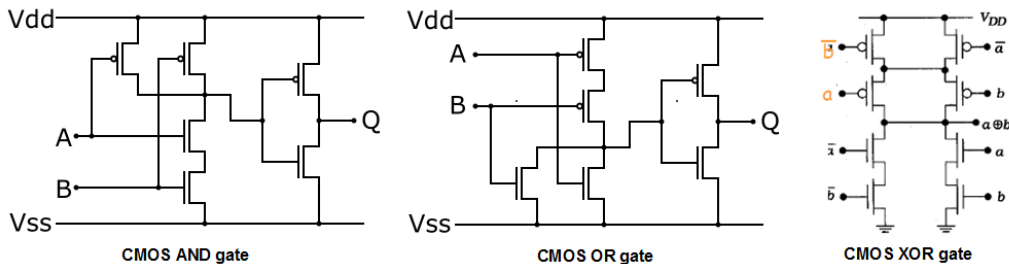 Vdd
A
B
Vss
Q
CMOS AND gate
Vdd
A
B
Vss
Q
CMOS OR gate
V_DD
B̅
a̅
a
b
a⊕b
a̅
a
b̅
b
CMOS XOR gate